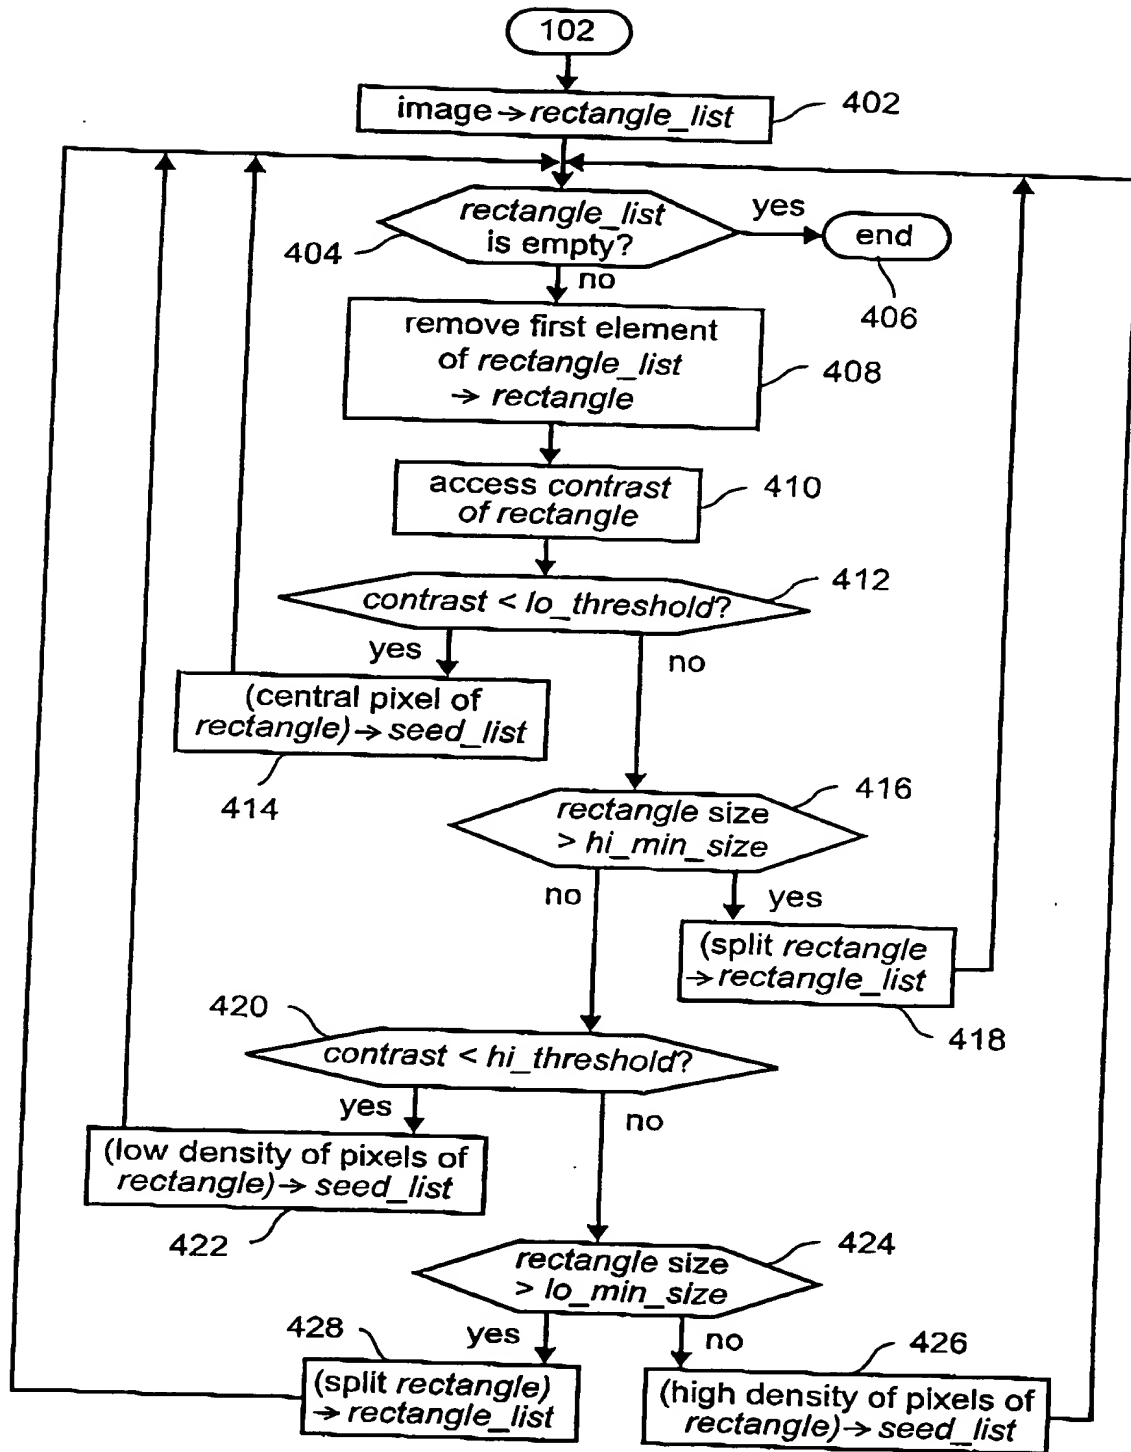 102
image → rectangle_list
402
rectangle_list
is empty?
yes
end
404
406
no
remove first element
of rectangle_list
→ rectangle
408
access contrast
of rectangle
410
412
contrast < lo_threshold?
yes
no
(central pixel of
rectangle) → seed_list
414
416
rectangle size
> hi_min_size
no
yes
(split rectangle
→ rectangle_list
418
420
contrast < hi_threshold?
yes
no
(low density of pixels of
rectangle) → seed_list
422
424
rectangle size
> lo_min_size
428
yes
no
426
(split rectangle)
→ rectangle_list
(high density of pixels of
rectangle) → seed_list